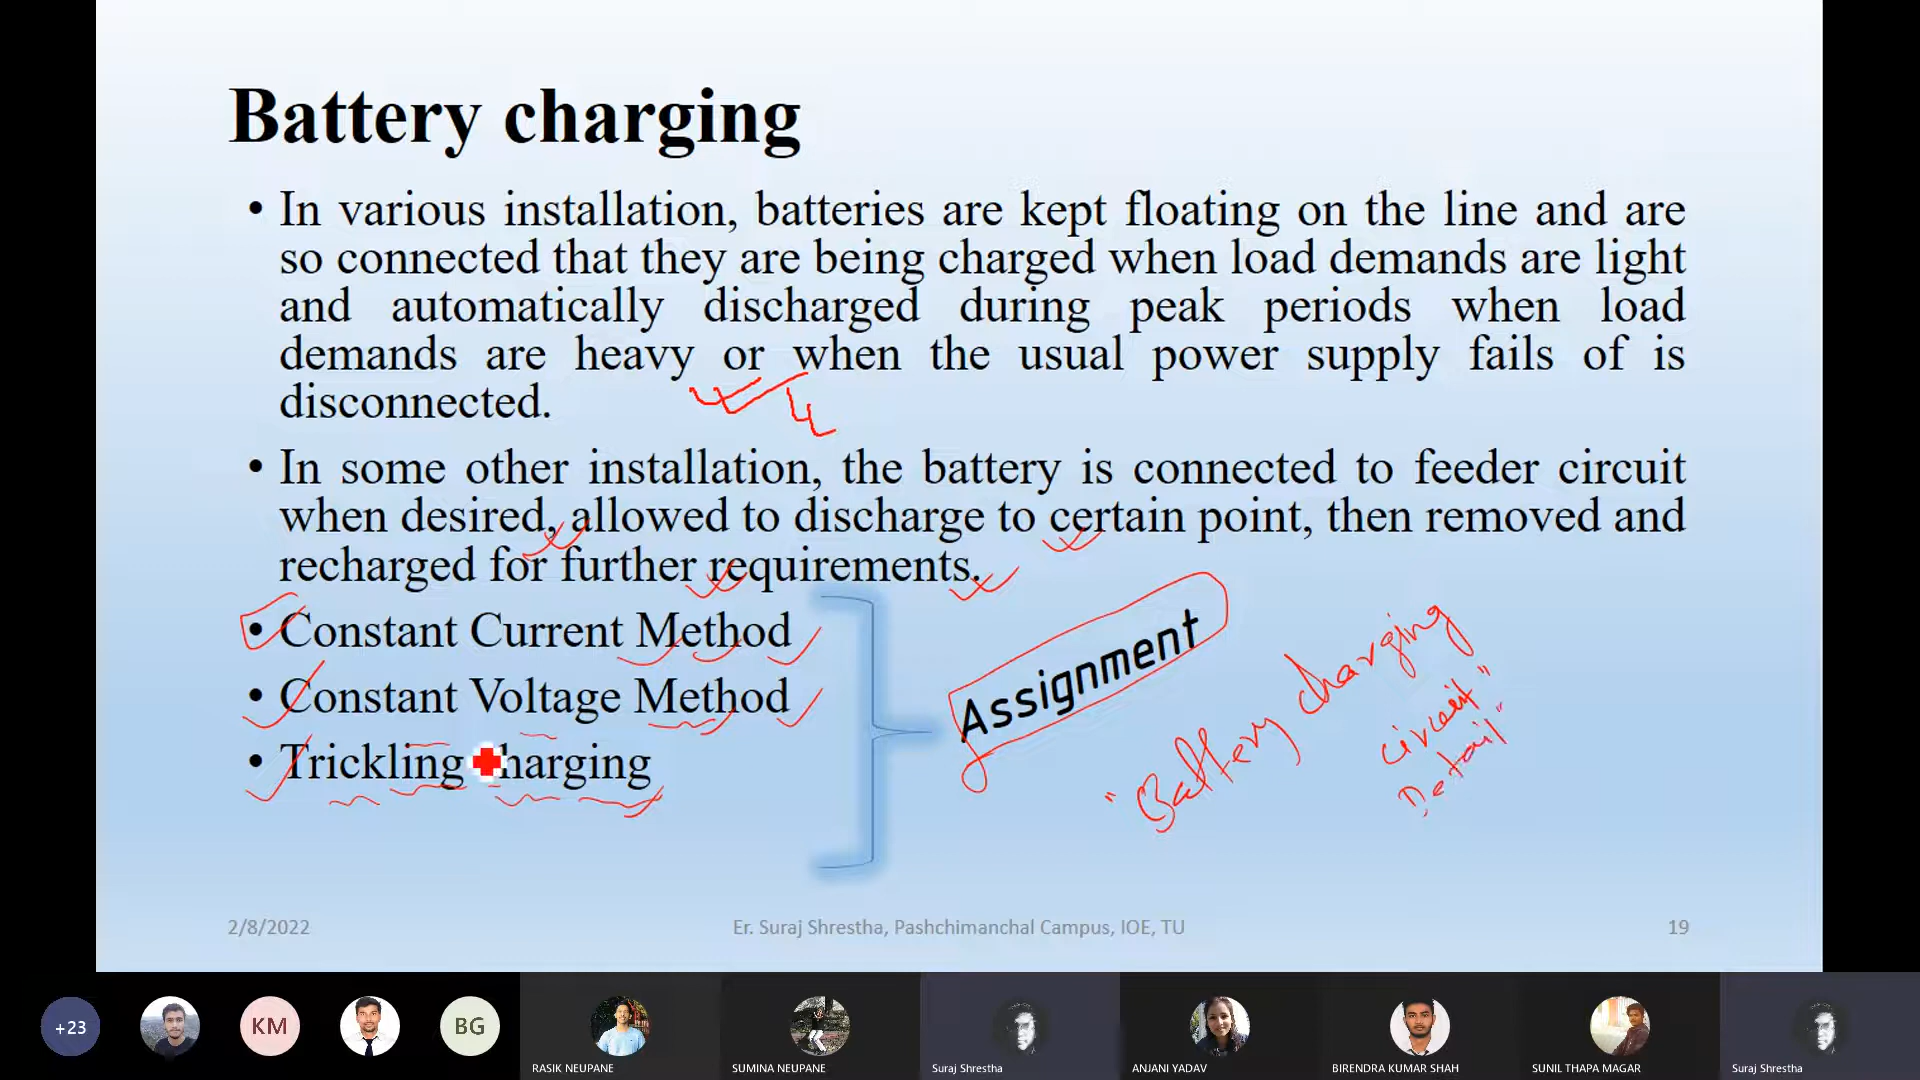 Battery charging
• In various installation, batteries are kept floating on the line and are
so connected that they are being charged when load demands are light
and automatically discharged during peak periods when load
demands are heavy or when the usual power supply fails of is
disconnected.
• In some other installation, the battery is connected to feeder circuit
when desired, allowed to discharge to certain point, then removed and
recharged for further requirements.
• Constant Current Method
• Constant Voltage Method
• Trickling charging
Assignment
"Battery charging
circuit"
Detail"
2/8/2022
Er. Suraj Shrestha, Pashchimanchal Campus, IOE, TU
19
+23
KM
BG
RASIK NEUPANE
SUMINA NEUPANE
Suraj Shrestha
ANJANI YADAV
BIRENDRA KUMAR SHAH
SUNIL THAPA MAGAR
Suraj Shrestha